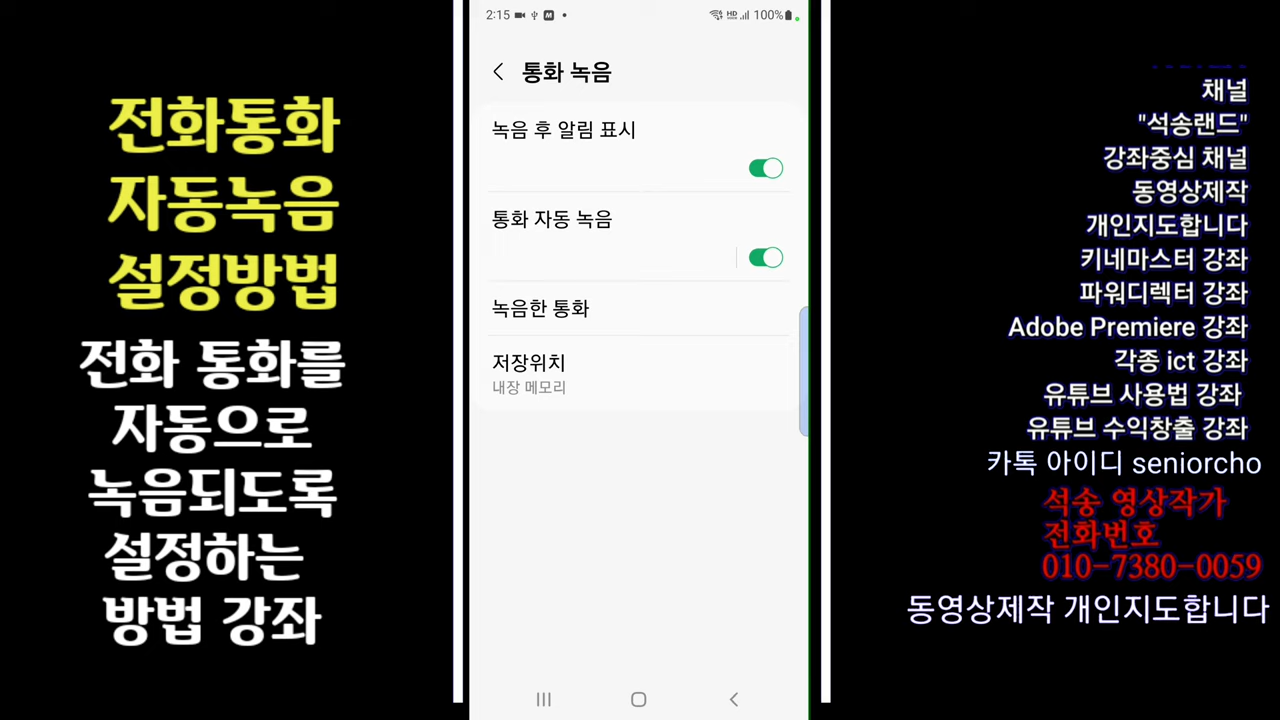 전화통화
자동녹음
설정방법
전화 통화를
자동으로
녹음되도록
설정하는
방법 강좌
2:15
HD
100%
통화 녹음
녹음 후 알림 표시
통화 자동 녹음
녹음한 통화
저장위치
내장 메모리
채널
"석송랜드"
강좌중심 채널
동영상제작
개인지도합니다
키네마스터 강좌
파워디렉터 강좌
Adobe Premiere 강좌
각종 ict 강좌
유튜브 사용법 강좌
유튜브 수익창출 강좌
카톡 아이디 seniorcho
석송 영상작가
전화번호
010-7380-0059
동영상제작 개인지도합니다